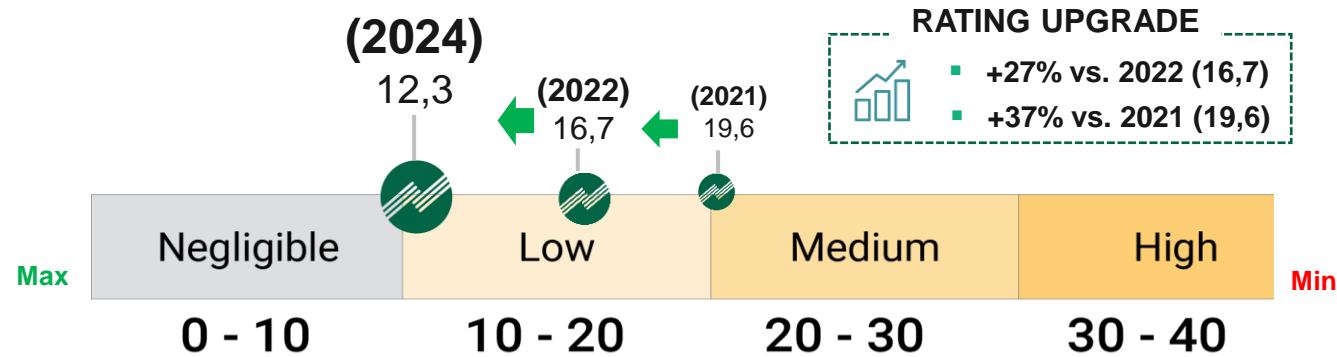 RATING UPGRADE
(2024)
12,3
(2022)
16,7
(2021)
19,6
▪ +27% vs. 2022 (16,7)
▪ +37% vs. 2021 (19,6)
Max
Negligible
Low
Medium
High
Min
0 - 10
10 - 20
20 - 30
30 - 40